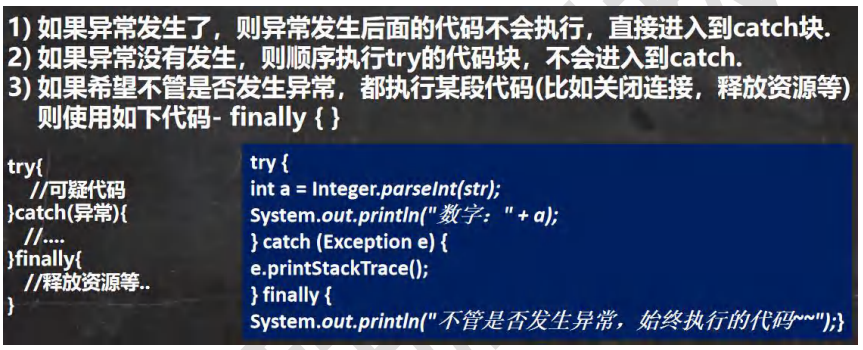 1) 如果异常发生了，则异常发生后面的代码不会执行，直接进入到catch块.
2) 如果异常没有发生，则顺序执行try的代码块，不会进入到catch.
3) 如果希望不管是否发生异常，都执行某段代码(比如关闭连接，释放资源等)
则使用如下代码- finally { }
try{
//可疑代码
}catch(异常){
//....
}finally{
//释放资源等..
}
try {
int a = Integer.parseInt(str);
System.out.println("数字：" + a);
} catch (Exception e) {
e.printStackTrace();
} finally {
System.out.println("不管是否发生异常，始终执行的代码~~");}